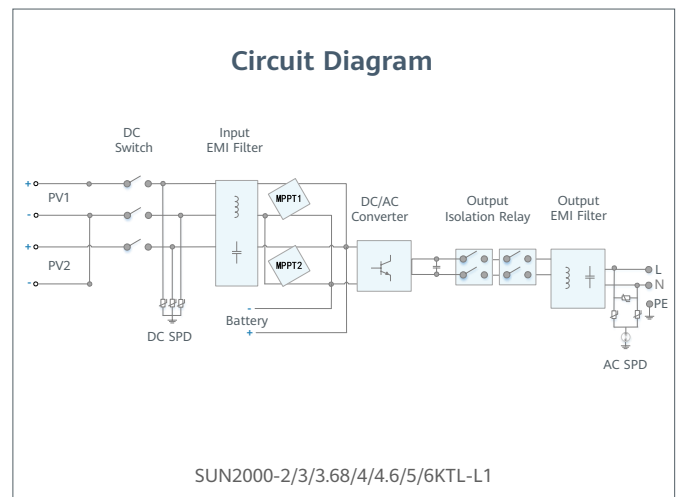 Circuit Diagram
DC
Switch
Input
EMI Filter
DC/AC
Converter
Output
Isolation Relay
Output
EMI Filter
+
PV1
-
+
PV2
-
MPPT1
MPPT2
-
Battery
+
DC SPD
L
N
PE
AC SPD
SUN2000-2/3/3.68/4/4.6/5/6KTL-L1